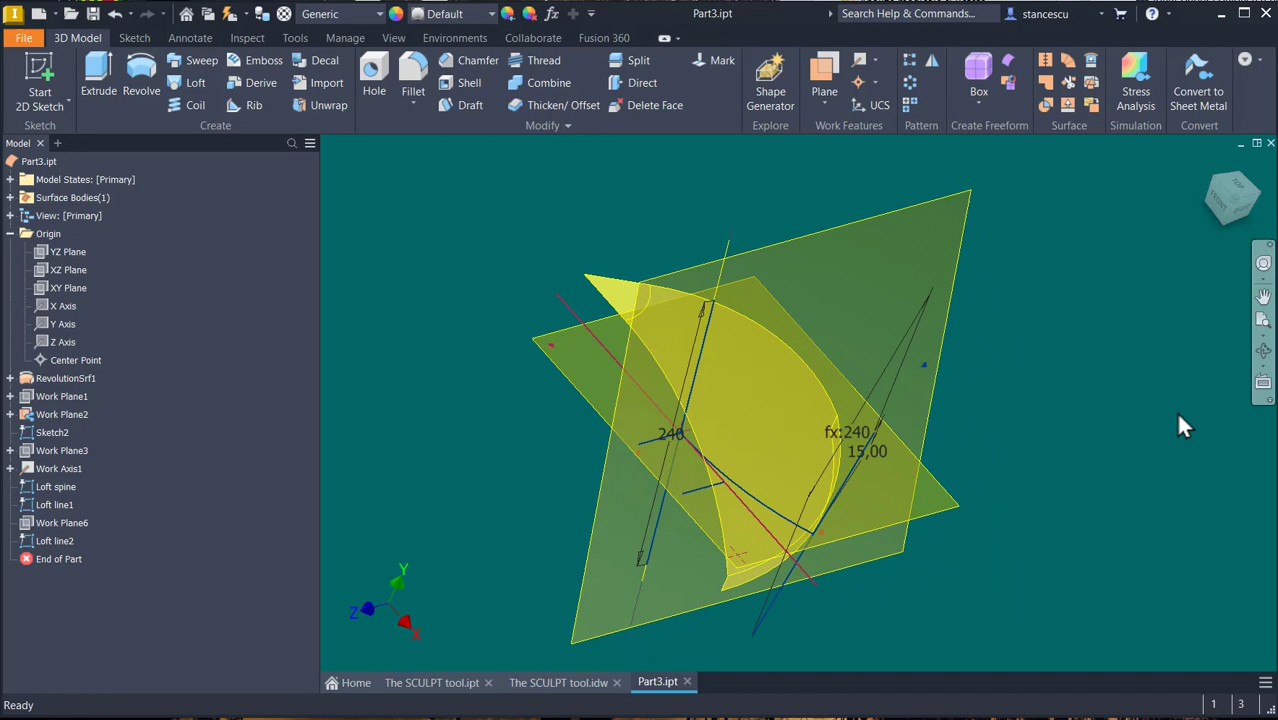 Generic
Default
Part3.ipt
Search Help & Commands...
stancescu
File
3D Model
Sketch
Annotate
Inspect
Tools
Manage
View
Environments
Collaborate
Fusion 360
Start
2D Sketch
Extrude
Revolve
Sweep
Loft
Coil
Emboss
Derive
Rib
Decal
Import
Unwrap
Hole
Fillet
Chamfer
Shell
Draft
Thread
Combine
Thicken/ Offset
Split
Direct
Delete Face
Mark
Shape
Generator
Plane
UCS
Box
Stress
Analysis
Convert to
Sheet Metal
Sketch
Create
Modify
Explore
Work Features
Pattern
Create Freeform
Surface
Simulation
Convert
Model
Part3.ipt
Model States: [Primary]
Surface Bodies(1)
View: [Primary]
Origin
YZ Plane
XZ Plane
XY Plane
X Axis
Y Axis
Z Axis
Center Point
RevolutionSrf1
Work Plane1
Work Plane2
Sketch2
Work Plane3
Work Axis1
Loft spine
Loft line1
Work Plane6
Loft line2
End of Part
TOP
FRONT
240
fx:240
15,00
Y
Z
X
Home
The SCULPT tool.ipt
The SCULPT tool.idw
Part3.ipt
Ready
1
3